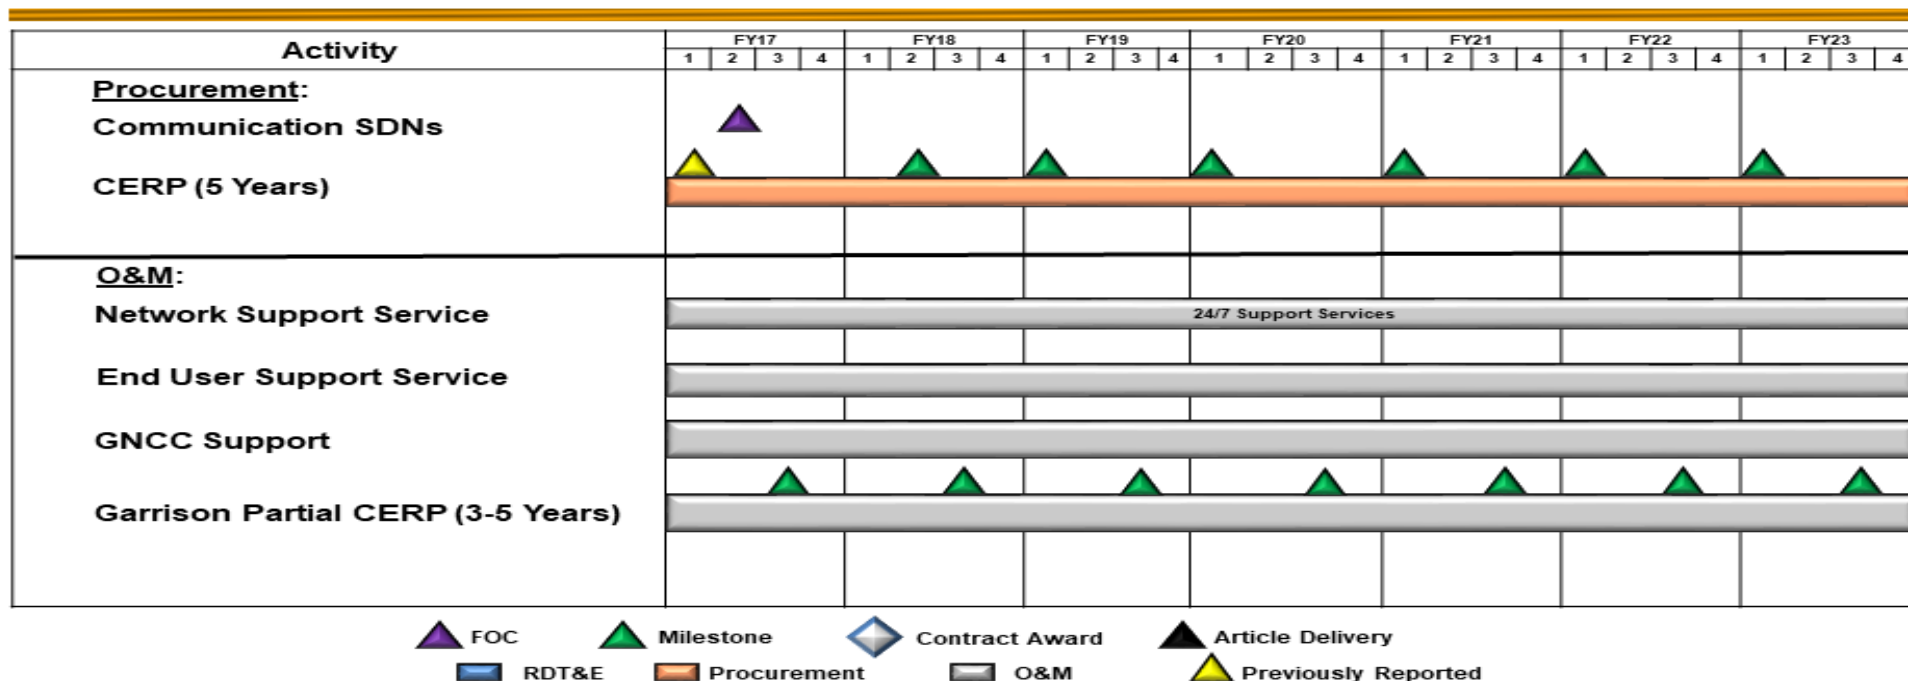 Activity
FY17 FY18 FY19 FY20 FY21 FY22 FY23
1 2 3 4 1 2 3 4 1 2 3 4 1 2 3 4 1 2 3 4 1 2 3 4 1 2 3 4
Procurement:
Communication SDNs
CERP (5 Years)
O&M:
Network Support Service
24/7 Support Services
End User Support Service
GNCC Support
Garrison Partial CERP (3-5 Years)
FOC Milestone Contract Award Article Delivery
RDT&E Procurement O&M Previously Reported